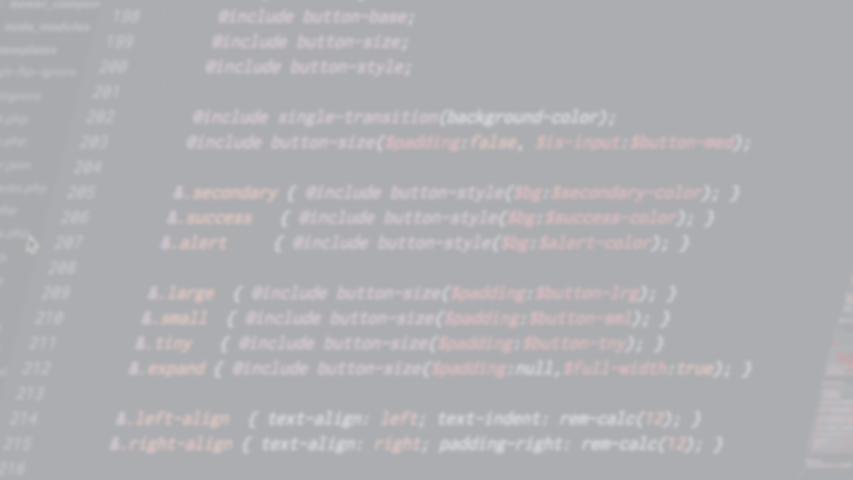 198 @include button-base;
199 @include button-size;
200 @include button-style;
201
202 @include single-transition(background-color);
203 @include button-size($padding:false, $is-input:$button-med);
204
205 &.secondary { @include button-style($bg:$secondary-color); }
206 &.success { @include button-style($bg:$success-color); }
207 &.alert { @include button-style($bg:$alert-color); }
208
209 &.large { @include button-size($padding:$button-lrg); }
210 &.small { @include button-size($padding:$button-sml); }
211 &.tiny { @include button-size($padding:$button-tny); }
212 &.expand { @include button-size($padding:null,$full-width:true); }
213
214 &.left-align { text-align: left; text-indent: rem-calc(12); }
215 &.right-align { text-align: right; padding-right: rem-calc(12); }
216